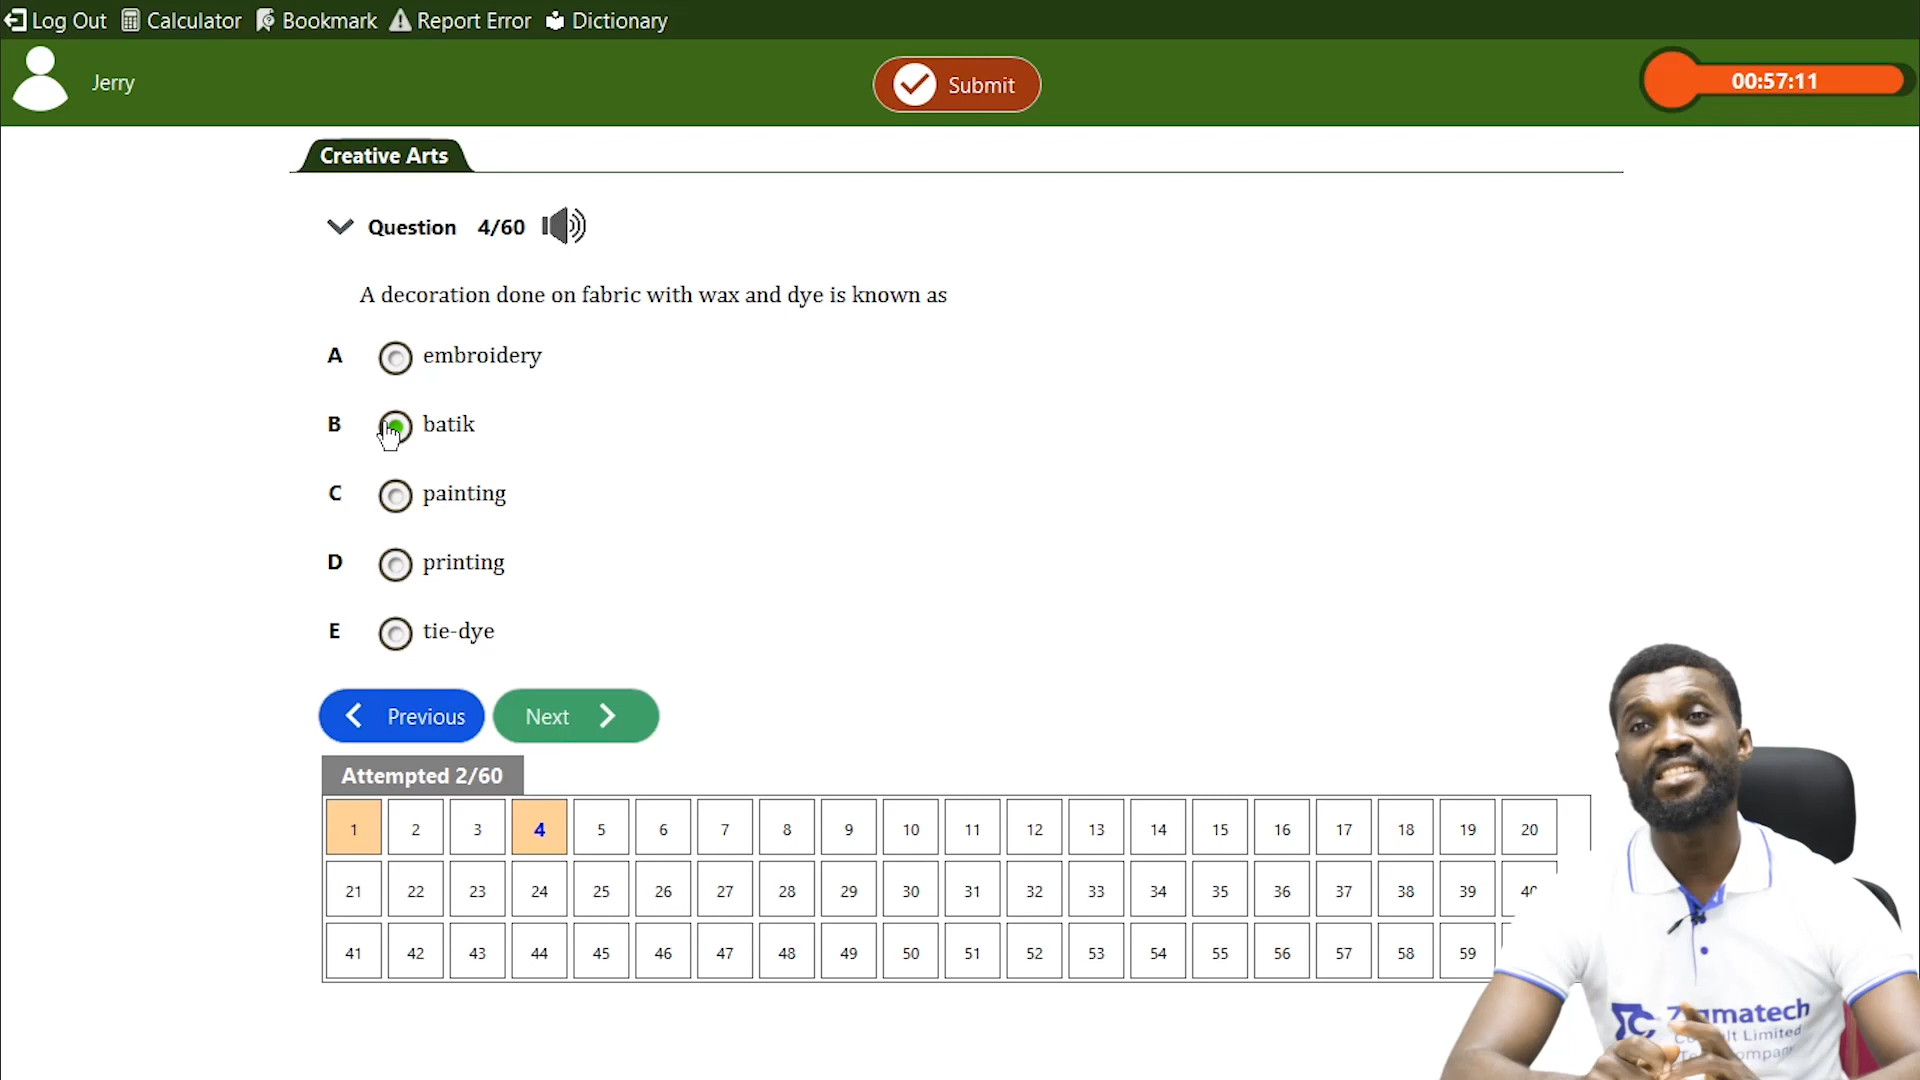 Log Out Calculator Bookmark Report Error Dictionary
Jerry
Submit
00:57:11
Creative Arts
Question 4/60
A decoration done on fabric with wax and dye is known as
A embroidery
B batik
C painting
D printing
E tie-dye
Previous Next
Attempted 2/60
1 2 3 4 5 6 7 8 9 10 11 12 13 14 15 16 17 18 19 20
21 22 23 24 25 26 27 28 29 30 31 32 33 34 35 36 37 38 39 40
41 42 43 44 45 46 47 48 49 50 51 52 53 54 55 56 57 58 59
Limited